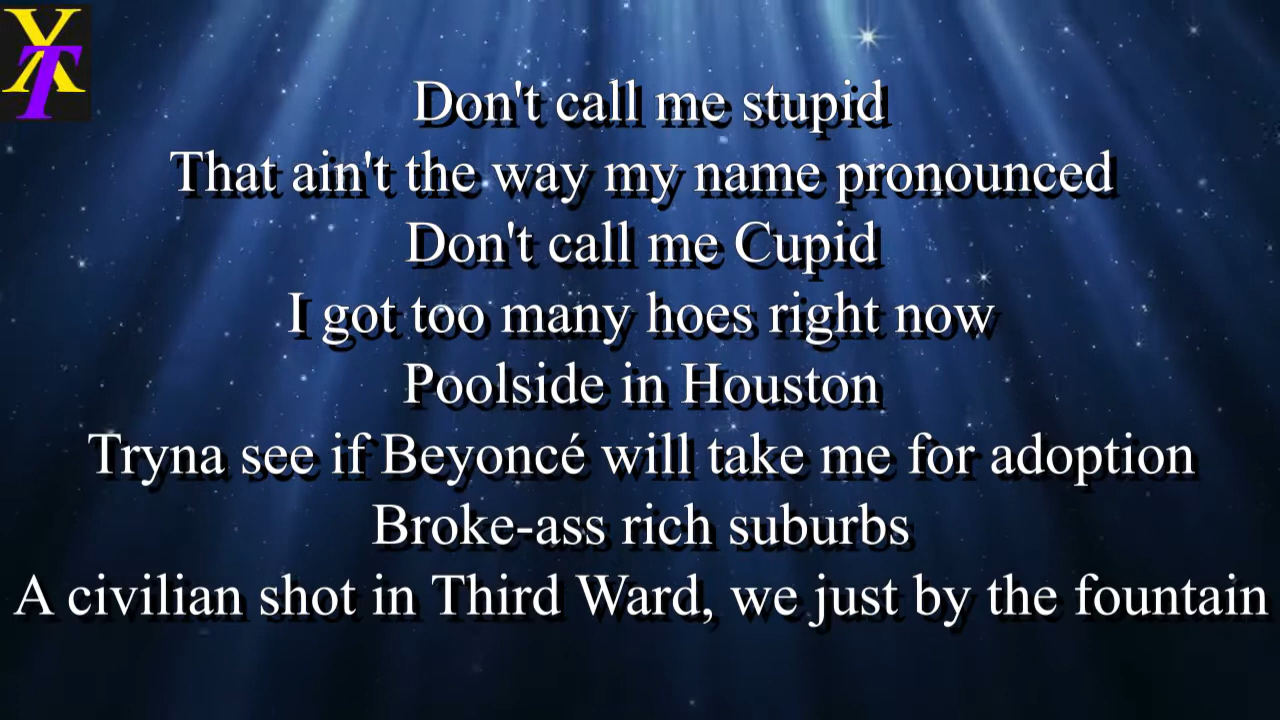 XT
Don't call me stupid
That ain't the way my name pronounced
Don't call me Cupid
I got too many hoes right now
Poolside in Houston
Tryna see if Beyoncé will take me for adoption
Broke-ass rich suburbs
A civilian shot in Third Ward, we just by the fountain